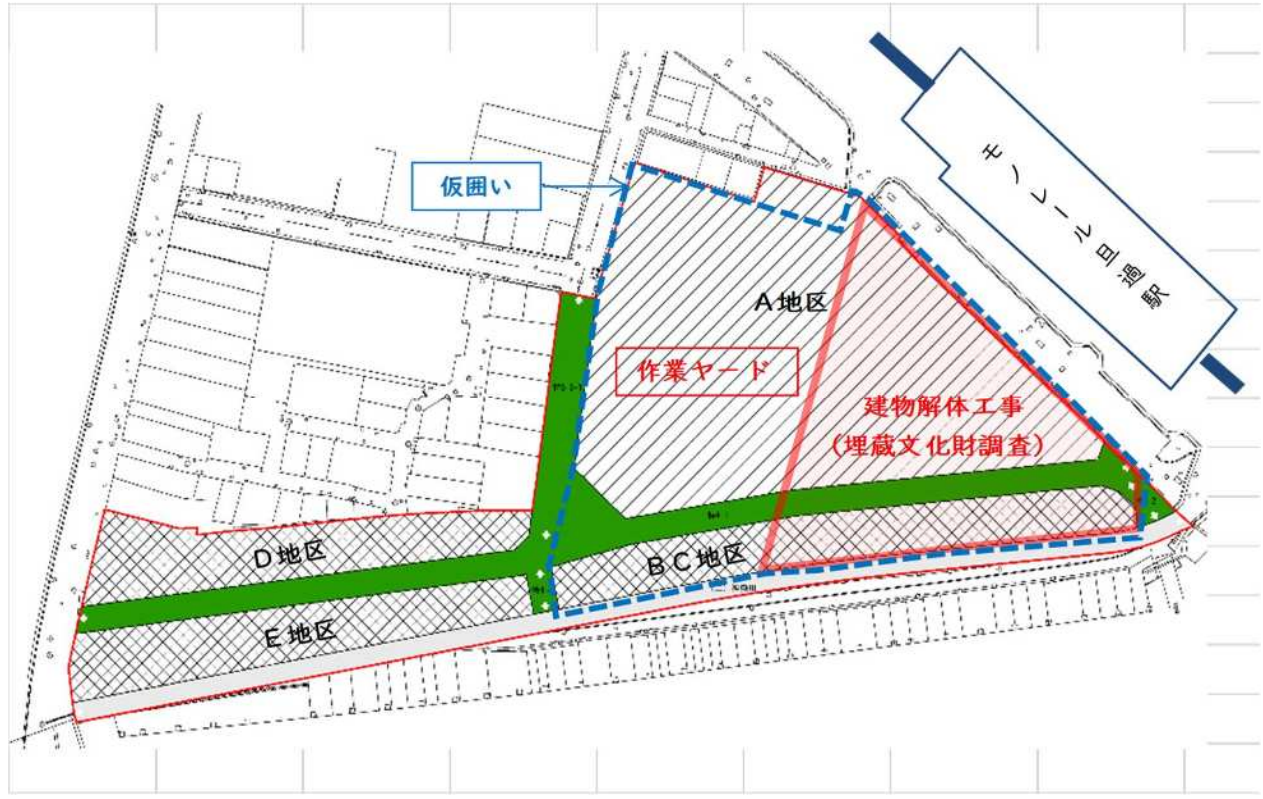 モノレール旦過駅
仮囲い
A地区
作業ヤード
建物解体工事
(埋蔵文化財調査)
D地区
BC地区
E地区